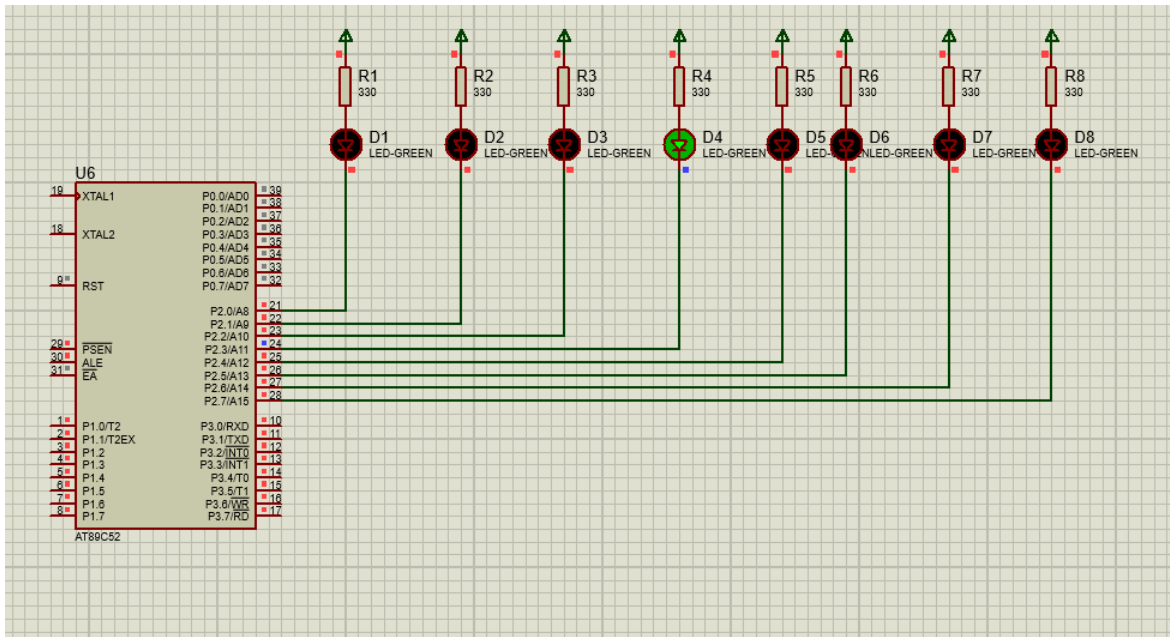 R1
330
R2
330
R3
330
R4
330
R5
330
R6
330
R7
330
R8
330
D1
LED-GREEN
D2
LED-GREEN
D3
LED-GREEN
D4
LED-GREEN
D5
D6
LED-GREEN
D7
LED-GREEN
D8
LED-GREEN
U6
19 XTAL1
18 XTAL2
9 RST
29 PSEN
30 ALE
31 EA
1 P1.0/T2
2 P1.1/T2EX
3 P1.2
4 P1.3
5 P1.4
6 P1.5
7 P1.6
8 P1.7
P0.0/AD0 39
P0.1/AD1 38
P0.2/AD2 37
P0.3/AD3 36
P0.4/AD4 35
P0.5/AD5 34
P0.6/AD6 33
P0.7/AD7 32
P2.0/A8 21
P2.1/A9 22
P2.2/A10 23
P2.3/A11 24
P2.4/A12 25
P2.5/A13 26
P2.6/A14 27
P2.7/A15 28
P3.0/RXD 10
P3.1/TXD 11
P3.2/INT0 12
P3.3/INT1 13
P3.4/T0 14
P3.5/T1 15
P3.6/WR 16
P3.7/RD 17
AT89C52